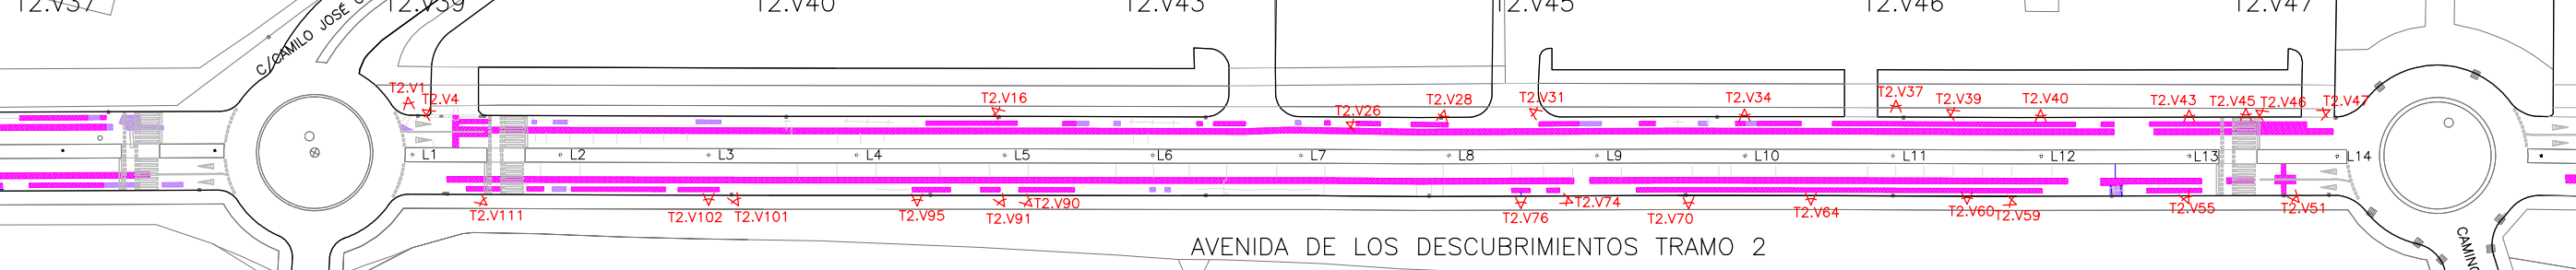 T2.V37 T2.V39 T2.V40 T2.V43 T2.V45 T2.V46 T2.V47
C/CAMILO JOSÉ
T2.V1 T2.V4 T2.V16 T2.V26 T2.V28 T2.V31 T2.V34 T2.V37 T2.V39 T2.V40 T2.V43 T2.V45 T2.V46 T2.V47
L1 L2 L3 L4 L5 L6 L7 L8 L9 L10 L11 L12 L13 L14
T2.V111 T2.V102 T2.V101 T2.V95 T2.V91 T2.V90 T2.V76 T2.V74 T2.V70 T2.V64 T2.V60 T2.V59 T2.V55 T2.V51
AVENIDA DE LOS DESCUBRIMIENTOS TRAMO 2
CAMINO